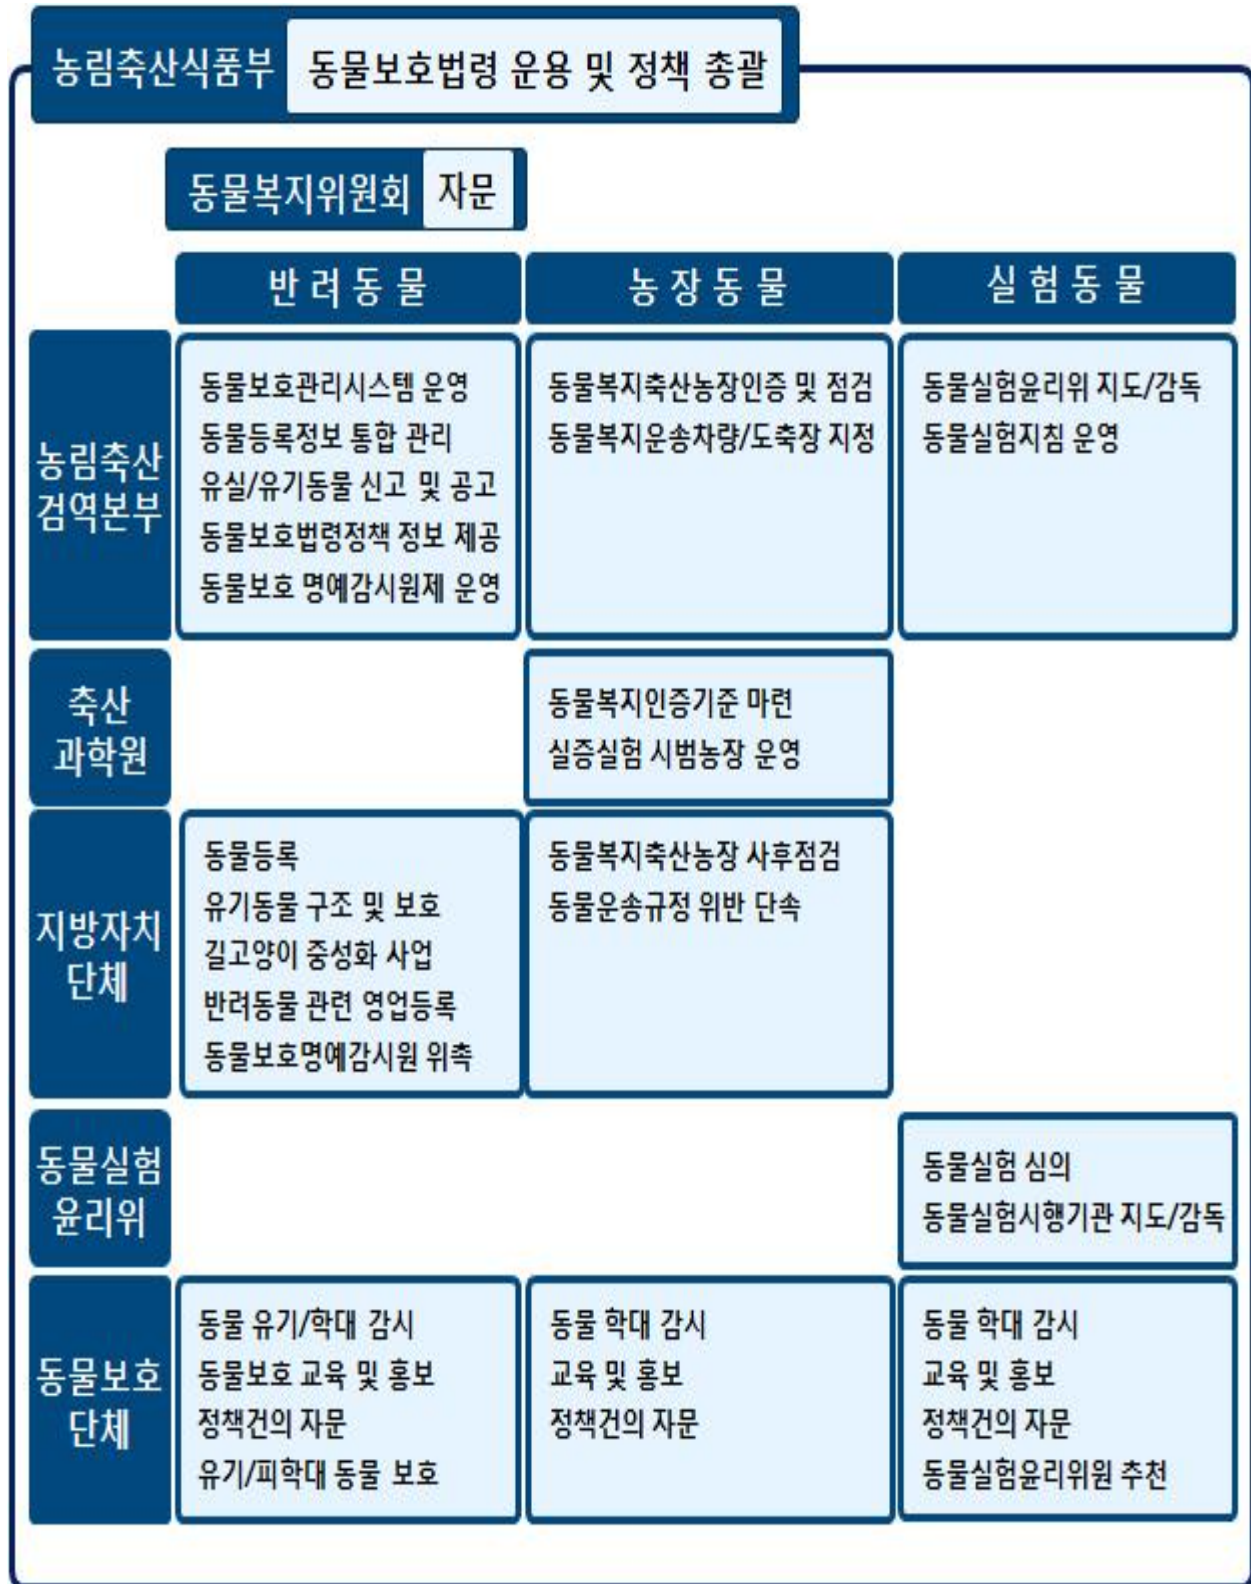 농림축산식품부 동물보호법령 운용 및 정책 총괄
동물복지위원회 자문
반려동물 농장동물 실험동물
농림축산
검역본부
동물보호관리시스템 운영
동물등록정보 통합 관리
유실/유기동물 신고 및 공고
동물보호법령정책 정보 제공
동물보호 명예감시원제 운영
동물복지축산농장인증 및 점검
동물복지운송차량/도축장 지정
동물실험윤리위 지도/감독
동물실험지침 운영
축산
과학원
동물복지인증기준 마련
실증실험 시범농장 운영
지방자치
단체
동물등록
유기동물 구조 및 보호
길고양이 중성화 사업
반려동물 관련 영업등록
동물보호명예감시원 위촉
동물복지축산농장 사후점검
동물운송규정 위반 단속
동물실험
윤리위
동물실험 심의
동물실험시행기관 지도/감독
동물보호
단체
동물 유기/학대 감시
동물보호 교육 및 홍보
정책건의 자문
유기/피학대 동물 보호
동물 학대 감시
교육 및 홍보
정책건의 자문
동물 학대 감시
교육 및 홍보
정책건의 자문
동물실험윤리위원 추천